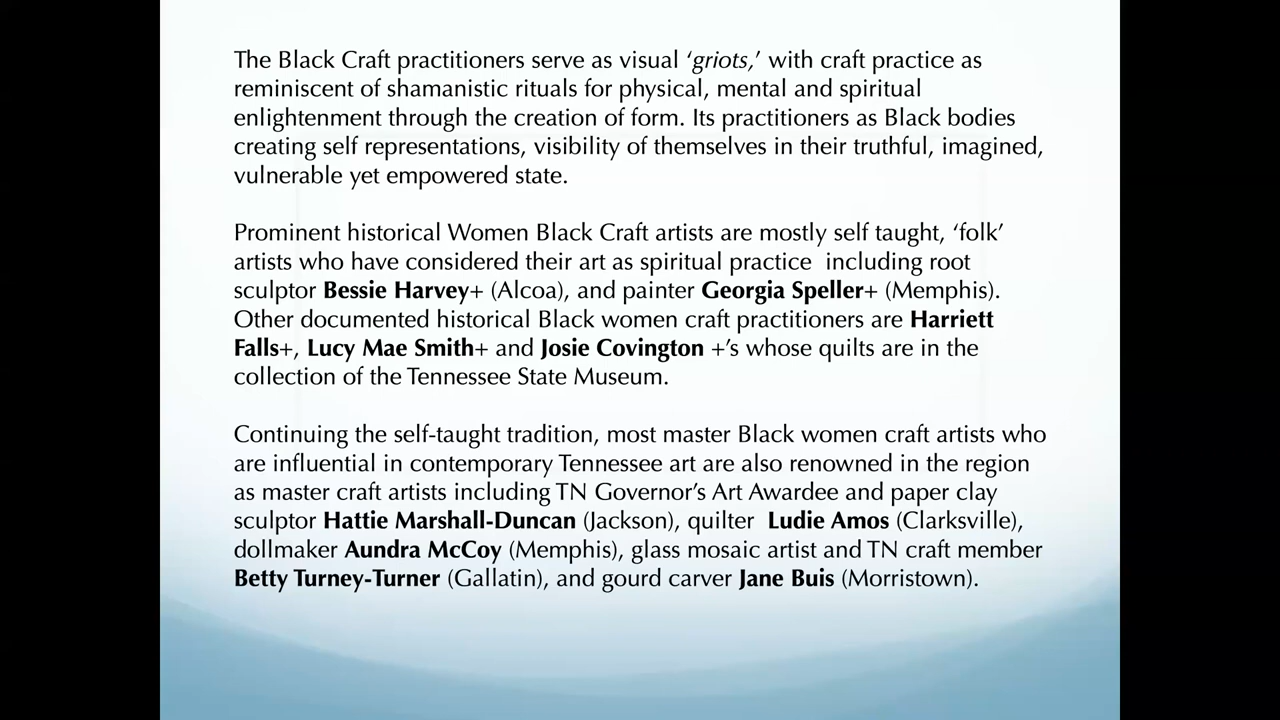 The Black Craft practitioners serve as visual ‘griots,’ with craft practice as
reminiscent of shamanistic rituals for physical, mental and spiritual
enlightenment through the creation of form. Its practitioners as Black bodies
creating self representations, visibility of themselves in their truthful, imagined,
vulnerable yet empowered state.
Prominent historical Women Black Craft artists are mostly self taught, ‘folk’
artists who have considered their art as spiritual practice  including root
sculptor Bessie Harvey+ (Alcoa), and painter Georgia Speller+ (Memphis).
Other documented historical Black women craft practitioners are Harriett
Falls+, Lucy Mae Smith+ and Josie Covington +’s whose quilts are in the
collection of the Tennessee State Museum.
Continuing the self-taught tradition, most master Black women craft artists who
are influential in contemporary Tennessee art are also renowned in the region
as master craft artists including TN Governor’s Art Awardee and paper clay
sculptor Hattie Marshall-Duncan (Jackson), quilter  Ludie Amos (Clarksville),
dollmaker Aundra McCoy (Memphis), glass mosaic artist and TN craft member
Betty Turney-Turner (Gallatin), and gourd carver Jane Buis (Morristown).